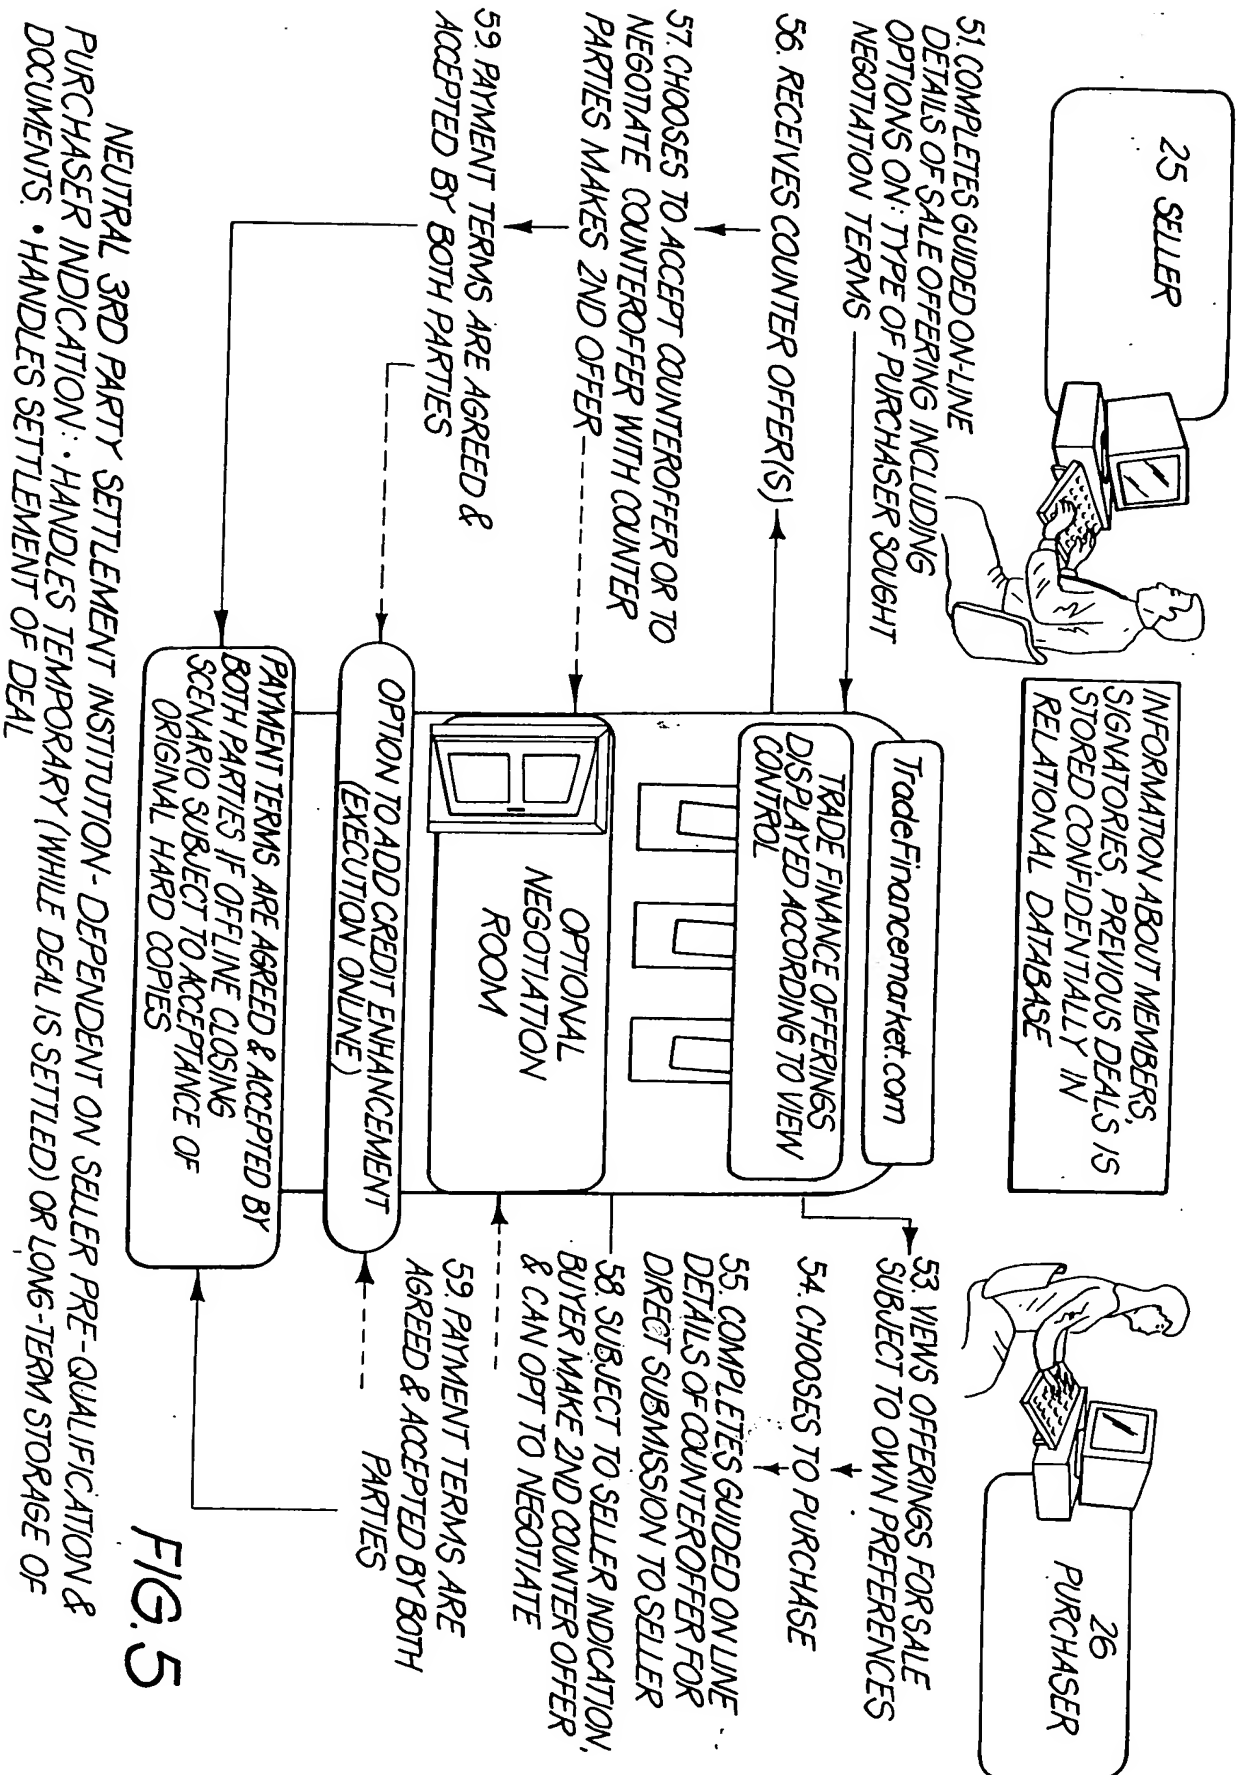 25 SELLER
51. COMPLETES GUIDED ON-LINE
DETAILS OF SALE OFFERING INCLUDING
OPTIONS ON: TYPE OF PURCHASER SOUGHT
NEGOTIATION TERMS
56. RECEIVES COUNTER OFFER(S)
57. CHOOSES TO ACCEPT COUNTEROFFER OR TO
NEGOTIATE COUNTEROFFER WITH COUNTER
PARTIES MAKES 2ND OFFER
59. PAYMENT TERMS ARE AGREED &
ACCEPTED BY BOTH PARTIES
INFORMATION ABOUT MEMBERS,
SIGNATORIES, PREVIOUS DEALS IS
STORED CONFIDENTIALLY IN
RELATIONAL DATABASE
TradeFinancemarket.com
TRADE FINANCE OFFERINGS
DISPLAYED ACCORDING TO VIEW
CONTROL
OPTIONAL
NEGOTIATION
ROOM
OPTION TO ADD CREDIT ENHANCEMENT
(EXECUTION ONLINE)
PAYMENT TERMS ARE AGREED & ACCEPTED BY
BOTH PARTIES IF OFFLINE CLOSING
SCENARIO SUBJECT TO ACCEPTANCE OF
ORIGINAL HARD COPIES
26
PURCHASER
53. VIEWS OFFERINGS FOR SALE
SUBJECT TO OWN PREFERENCES
54. CHOOSES TO PURCHASE
55. COMPLETES GUIDED ON LINE
DETAILS OF COUNTEROFFER FOR
DIRECT SUBMISSION TO SELLER
58. SUBJECT TO SELLER INDICATION,
BUYER MAKE 2ND COUNTER OFFER
& CAN OPT TO NEGOTIATE
59. PAYMENT TERMS ARE
AGREED & ACCEPTED BY BOTH
PARTIES
NEUTRAL 3RD PARTY SETTLEMENT INSTITUTION- DEPENDENT ON SELLER PRE-QUALIFICATION &
PURCHASER INDICATION: • HANDLES TEMPORARY (WHILE DEAL IS SETTLED) OR LONG-TERM STORAGE OF
DOCUMENTS. • HANDLES SETTLEMENT OF DEAL
FIG.5